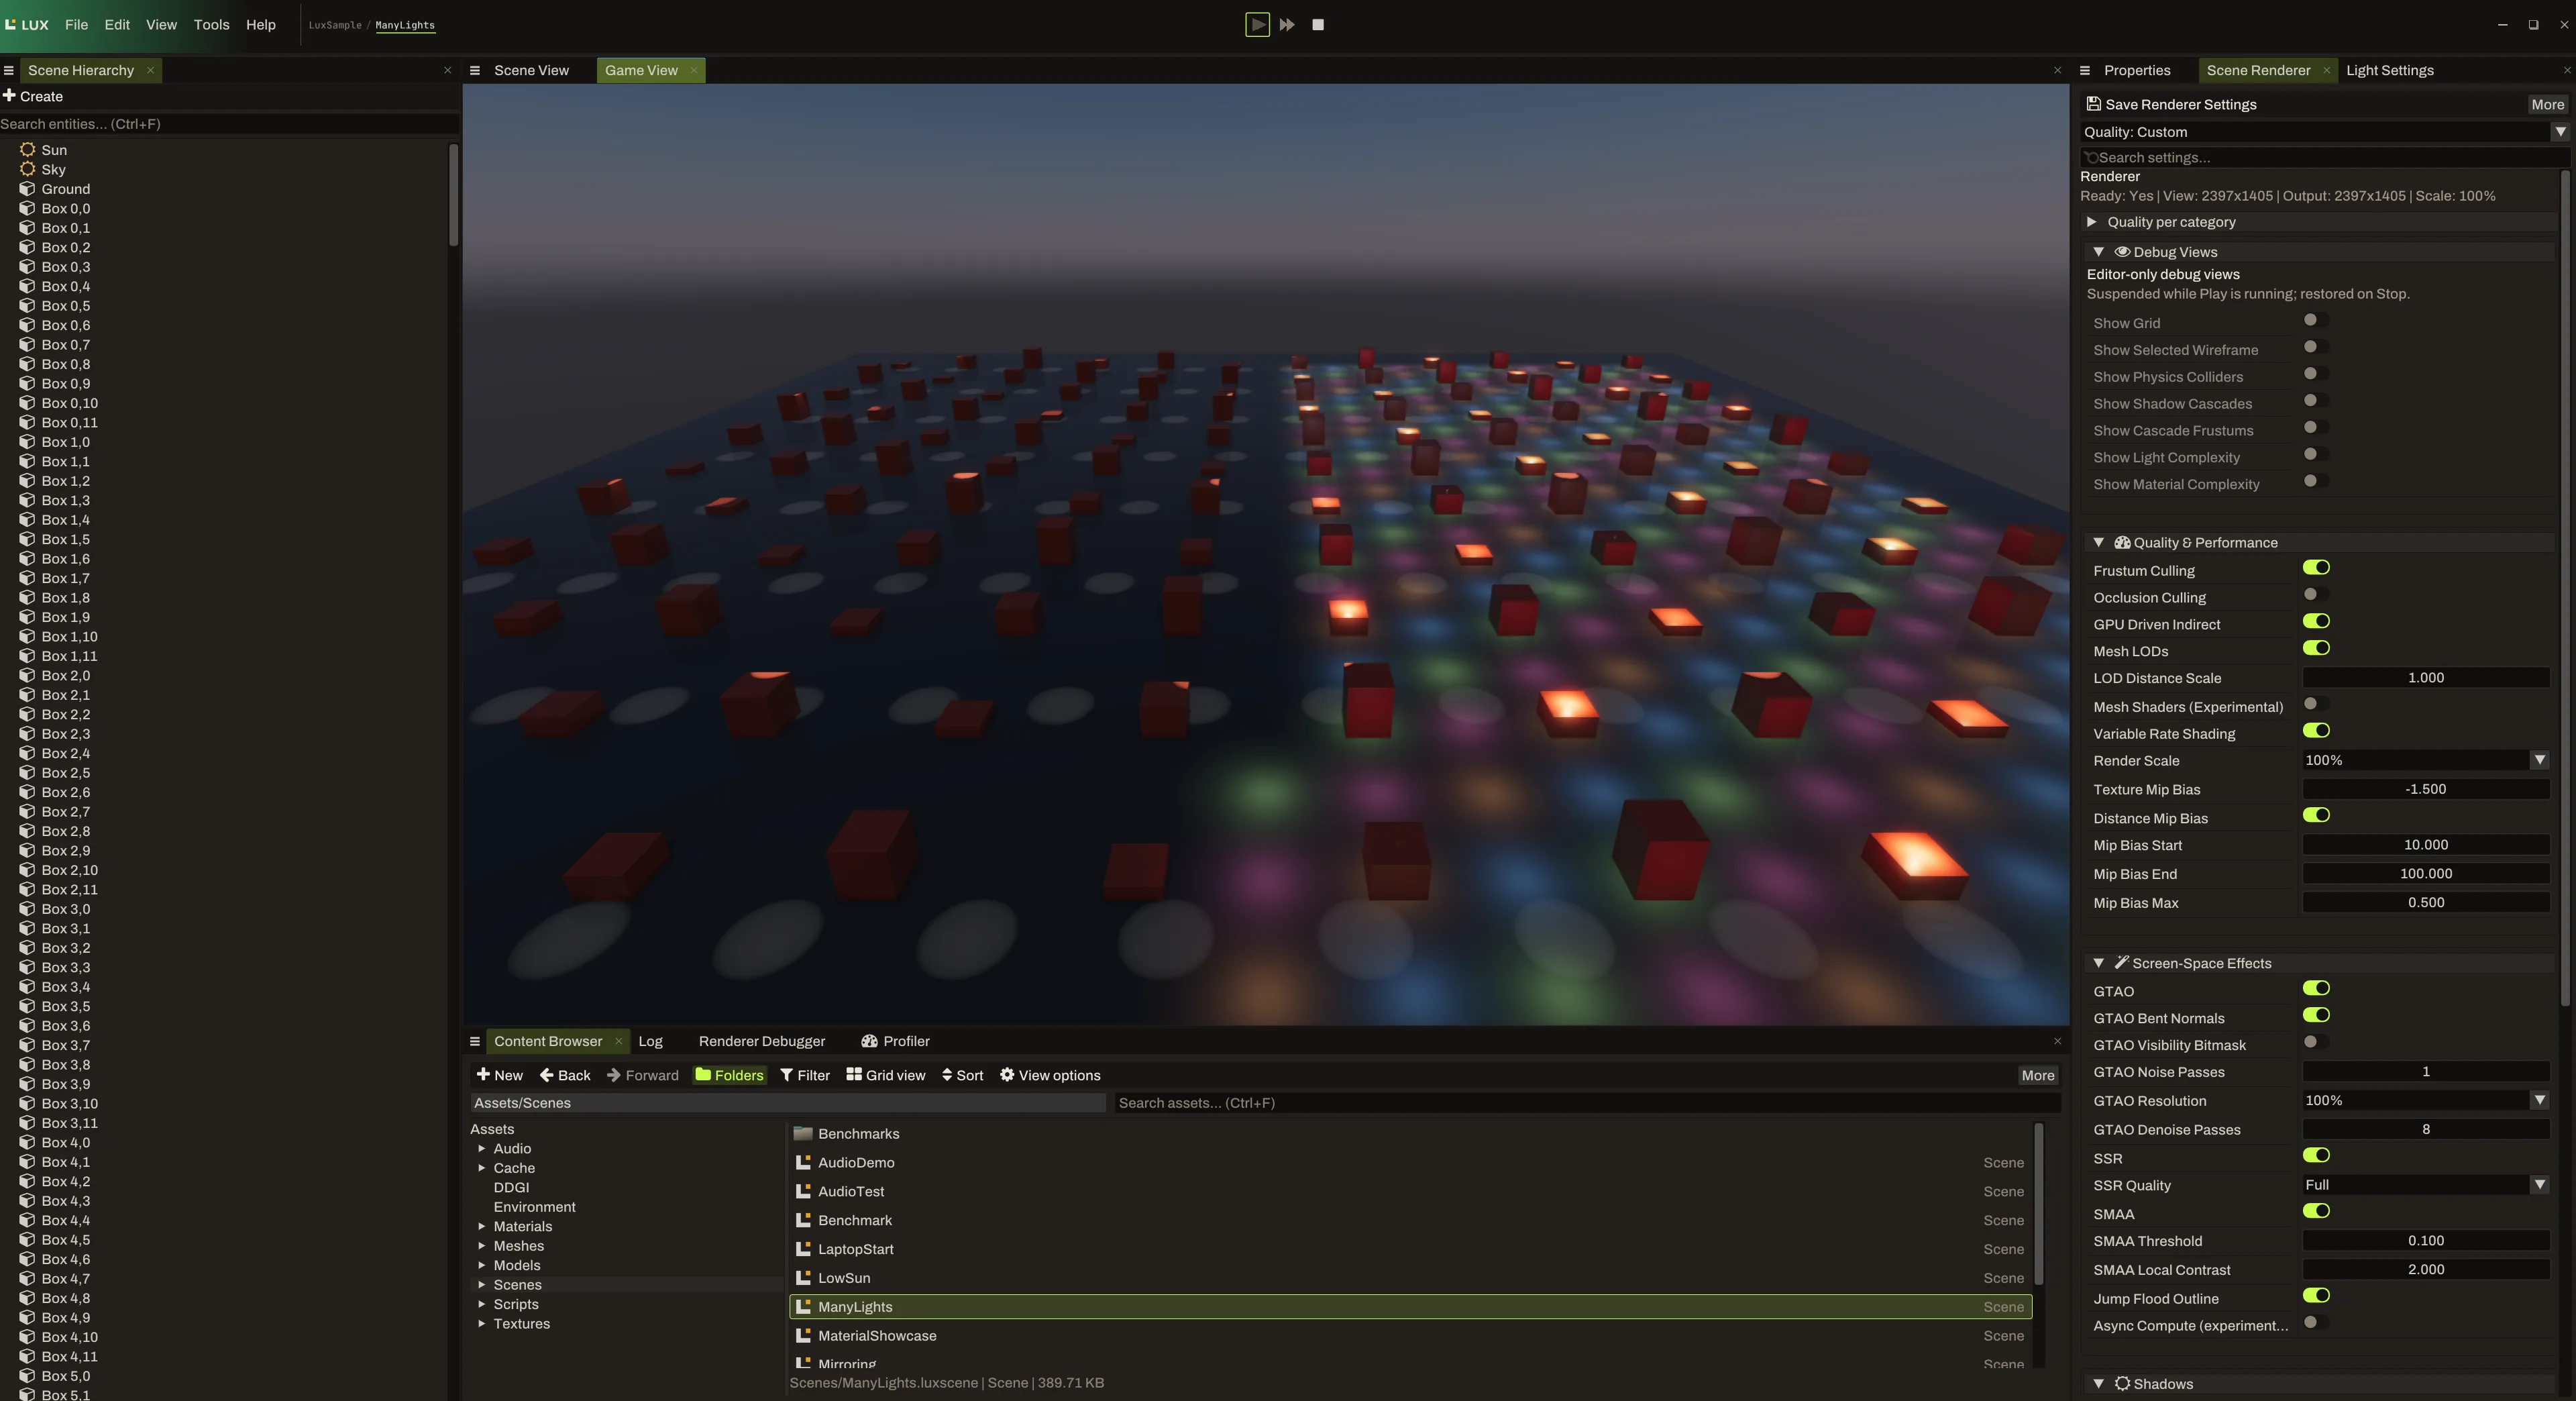 LUX File Edit View Tools Help LuxSample / ManyLights
Scene Hierarchy
Create
Search entities... (Ctrl+F)
Sun
Sky
Ground
Box 0,0
Box 0,1
Box 0,2
Box 0,3
Box 0,4
Box 0,5
Box 0,6
Box 0,7
Box 0,8
Box 0,9
Box 0,10
Box 0,11
Box 1,0
Box 1,1
Box 1,2
Box 1,3
Box 1,4
Box 1,5
Box 1,6
Box 1,7
Box 1,8
Box 1,9
Box 1,10
Box 1,11
Box 2,0
Box 2,1
Box 2,2
Box 2,3
Box 2,4
Box 2,5
Box 2,6
Box 2,7
Box 2,8
Box 2,9
Box 2,10
Box 2,11
Box 3,0
Box 3,1
Box 3,2
Box 3,3
Box 3,4
Box 3,5
Box 3,6
Box 3,7
Box 3,8
Box 3,9
Box 3,10
Box 3,11
Box 4,0
Box 4,1
Box 4,2
Box 4,3
Box 4,4
Box 4,5
Box 4,6
Box 4,7
Box 4,8
Box 4,9
Box 4,10
Box 4,11
Box 5,0
Box 5,1
Scene View Game View
Content Browser Log Renderer Debugger Profiler
New Back Forward Folders Filter Grid view Sort View options More
Assets/Scenes Search assets... (Ctrl+F)
Assets
Audio
Cache
DDGI
Environment
Materials
Meshes
Models
Scenes
Scripts
Textures
Benchmarks
AudioDemo Scene
AudioTest Scene
Benchmark Scene
LaptopStart Scene
LowSun Scene
ManyLights Scene
MaterialShowcase Scene
Mirroring Scene
Scenes/ManyLights.luxscene | Scene | 389.71 KB
Properties Scene Renderer Light Settings
Save Renderer Settings More
Quality: Custom
Search settings...
Renderer
Ready: Yes | View: 2397x1405 | Output: 2397x1405 | Scale: 100%
Quality per category
Debug Views
Editor-only debug views
Suspended while Play is running; restored on Stop.
Show Grid
Show Selected Wireframe
Show Physics Colliders
Show Shadow Cascades
Show Cascade Frustums
Show Light Complexity
Show Material Complexity
Quality & Performance
Frustum Culling
Occlusion Culling
GPU Driven Indirect
Mesh LODs
LOD Distance Scale 1.000
Mesh Shaders (Experimental)
Variable Rate Shading
Render Scale 100%
Texture Mip Bias -1.500
Distance Mip Bias
Mip Bias Start 10.000
Mip Bias End 100.000
Mip Bias Max 0.500
Screen-Space Effects
GTAO
GTAO Bent Normals
GTAO Visibility Bitmask
GTAO Noise Passes 1
GTAO Resolution 100%
GTAO Denoise Passes 8
SSR
SSR Quality Full
SMAA
SMAA Threshold 0.100
SMAA Local Contrast 2.000
Jump Flood Outline
Async Compute (experiment...
Shadows